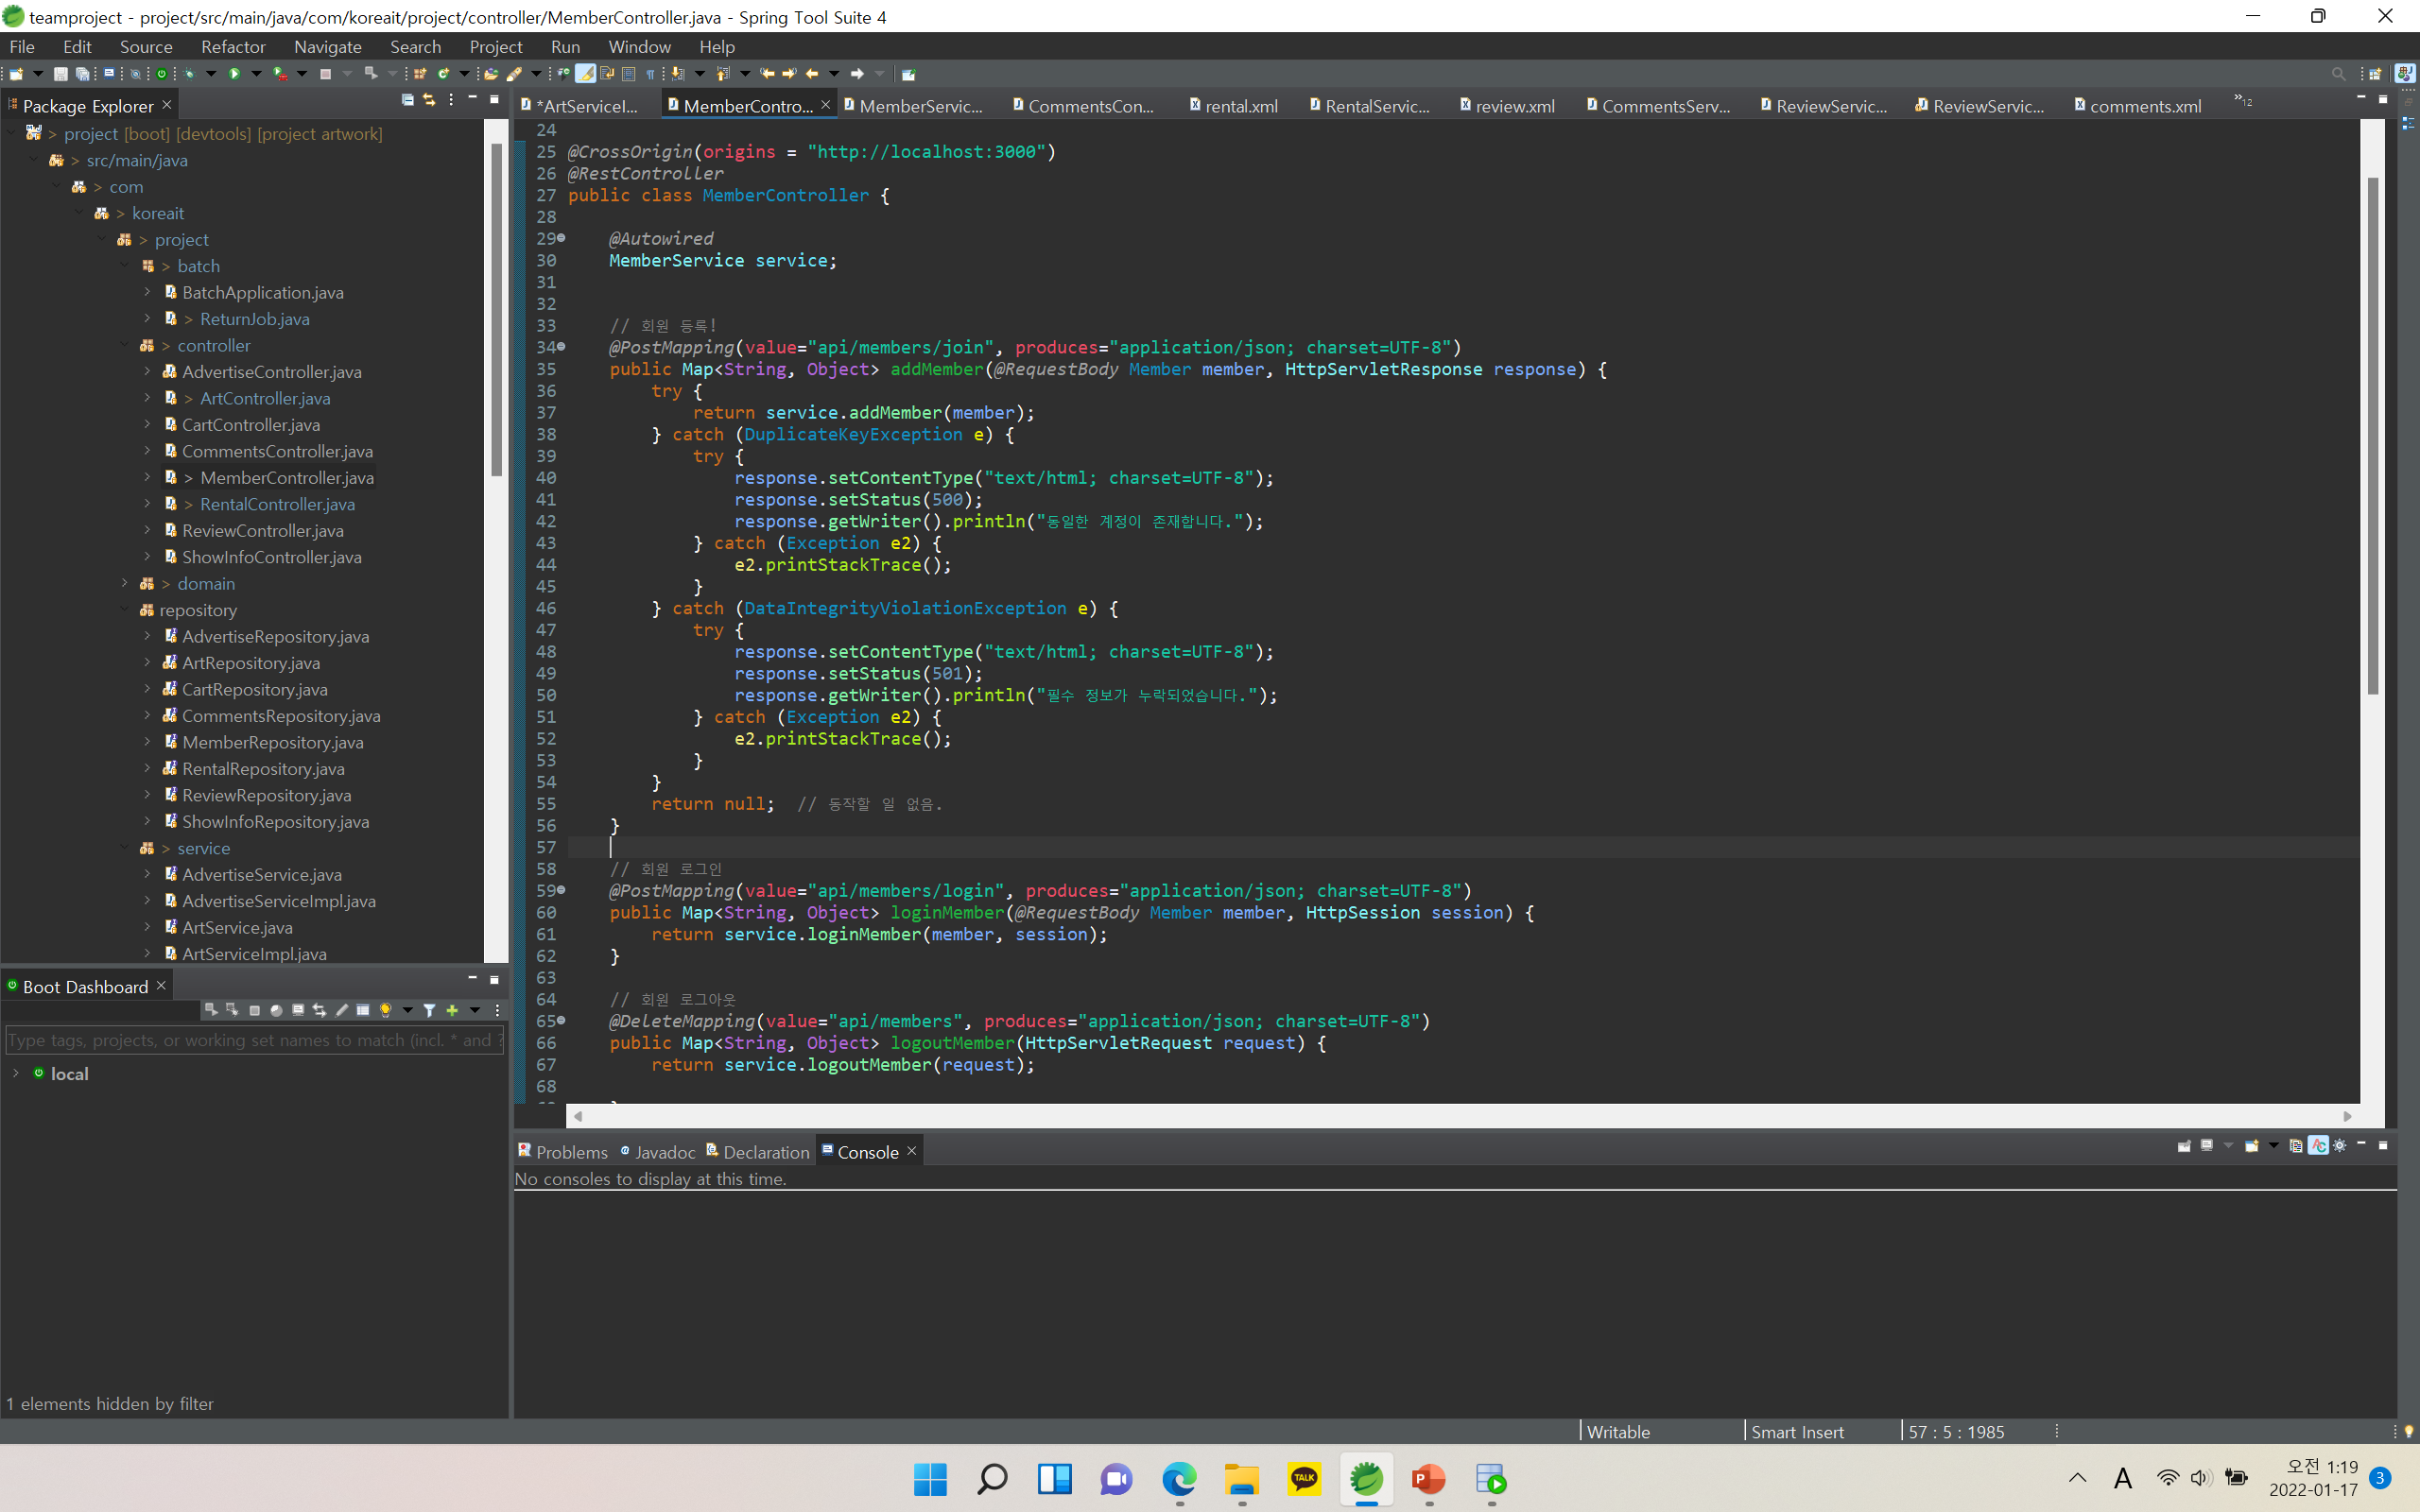 teamproject - project/src/main/java/com/koreait/project/controller/MemberController.java - Spring Tool Suite 4
File Edit Source Refactor Navigate Search Project Run Window Help
Package Explorer
project [boot] [devtools] [project artwork]
src/main/java
com
koreait
project
batch
BatchApplication.java
ReturnJob.java
controller
AdvertiseController.java
ArtController.java
CartController.java
CommentsController.java
MemberController.java
RentalController.java
ReviewController.java
ShowInfoController.java
domain
repository
AdvertiseRepository.java
ArtRepository.java
CartRepository.java
CommentsRepository.java
MemberRepository.java
RentalRepository.java
ReviewRepository.java
ShowInfoRepository.java
service
AdvertiseService.java
AdvertiseServiceImpl.java
ArtService.java
ArtServiceImpl.java
Boot Dashboard
Type tags, projects, or working set names to match (incl. * and ?
local
1 elements hidden by filter
*ArtServiceI... MemberContro... MemberServic... CommentsCon... rental.xml RentalServic... review.xml CommentsServ... ReviewServic... ReviewServic... comments.xml »12
24
25 @CrossOrigin(origins = "http://localhost:3000")
26 @RestController
27 public class MemberController {
28
29 @Autowired
30 MemberService service;
31
32
33 // 회원 등록!
34 @PostMapping(value="api/members/join", produces="application/json; charset=UTF-8")
35 public Map<String, Object> addMember(@RequestBody Member member, HttpServletResponse response) {
36 try {
37 return service.addMember(member);
38 } catch (DuplicateKeyException e) {
39 try {
40 response.setContentType("text/html; charset=UTF-8");
41 response.setStatus(500);
42 response.getWriter().println("동일한 계정이 존재합니다.");
43 } catch (Exception e2) {
44 e2.printStackTrace();
45 }
46 } catch (DataIntegrityViolationException e) {
47 try {
48 response.setContentType("text/html; charset=UTF-8");
49 response.setStatus(501);
50 response.getWriter().println("필수 정보가 누락되었습니다.");
51 } catch (Exception e2) {
52 e2.printStackTrace();
53 }
54 }
55 return null; // 동작할 일 없음.
56 }
57
58 // 회원 로그인
59 @PostMapping(value="api/members/login", produces="application/json; charset=UTF-8")
60 public Map<String, Object> loginMember(@RequestBody Member member, HttpSession session) {
61 return service.loginMember(member, session);
62 }
63
64 // 회원 로그아웃
65 @DeleteMapping(value="api/members", produces="application/json; charset=UTF-8")
66 public Map<String, Object> logoutMember(HttpServletRequest request) {
67 return service.logoutMember(request);
68
Problems Javadoc Declaration Console
No consoles to display at this time.
Writable Smart Insert 57 : 5 : 1985
TALK
A
오전 1:19
2022-01-17
3